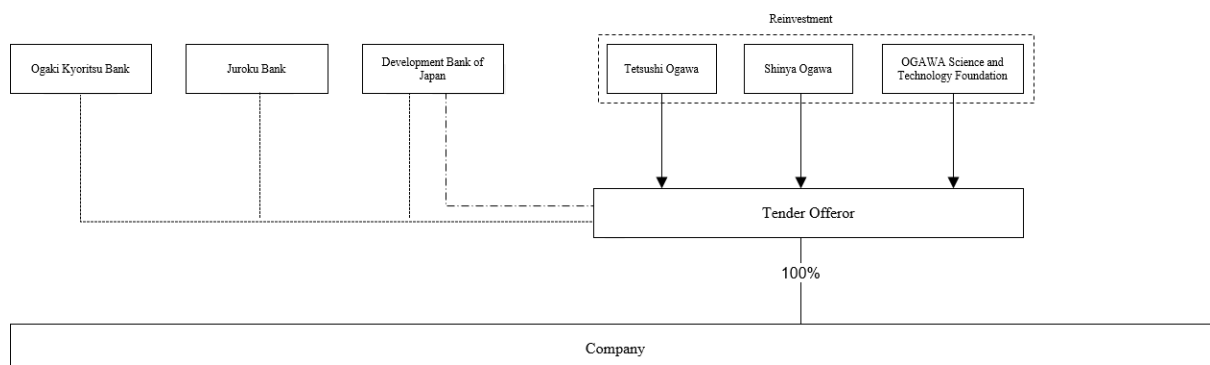 Reinvestment
Ogaki Kyoritsu Bank
Juroku Bank
Development Bank of
Japan
Tetsushi Ogawa
Shinya Ogawa
OGAWA Science and
Technology Foundation
Tender Offeror
100%
Company